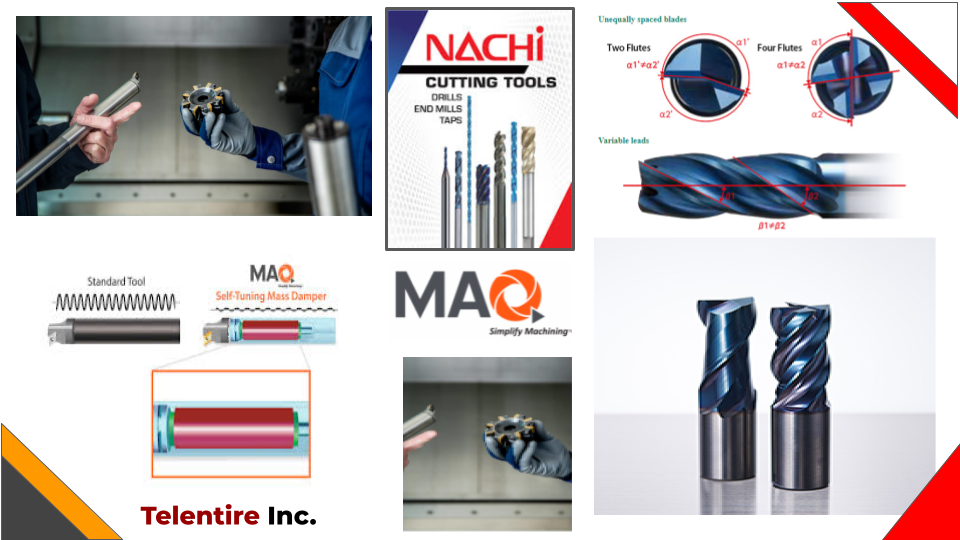 NACHi
CUTTING TOOLS
DRILLS
END MILLS
TAPS
Unequally spaced blades
Two Flutes
α1'
α1'≠α2'
α2'
Four Flutes
α1
α1≠α2
α2
Variable leads
β1
β2
β1≠β2
Standard Tool
MAQ
Self-Tuning Mass Damper
MAQ
Simplify Machining
Telentire Inc.